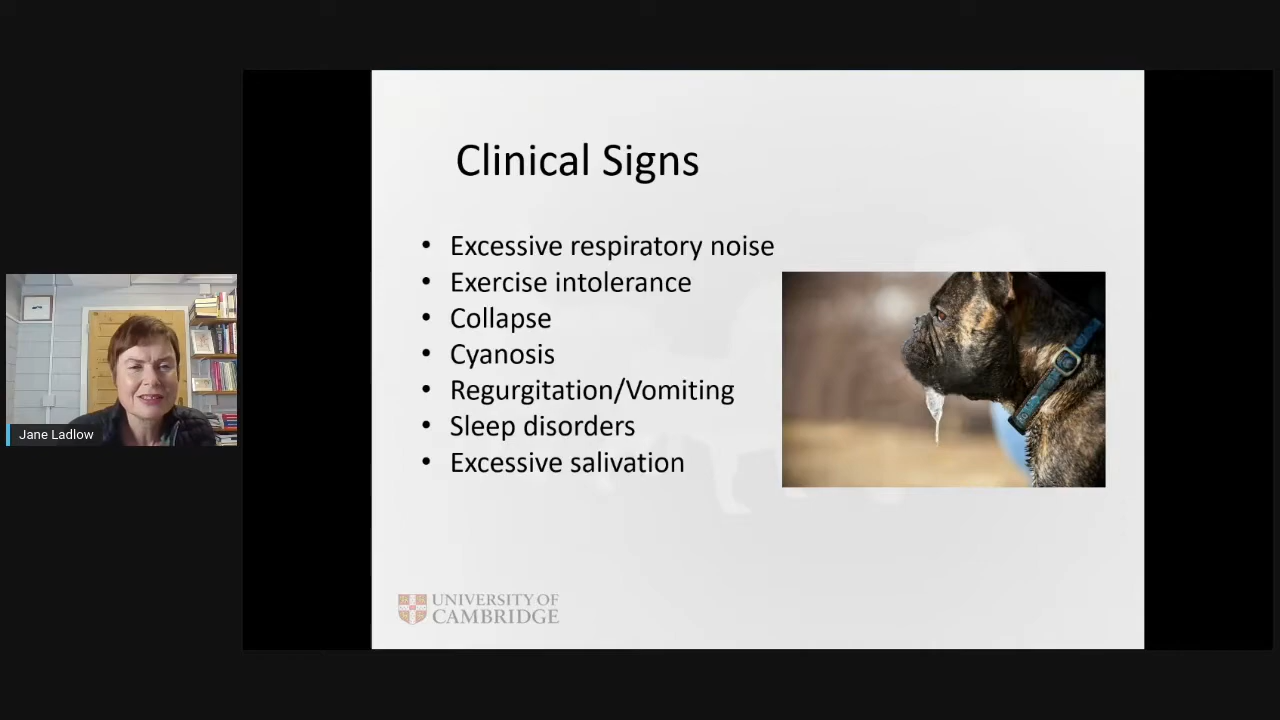 Clinical Signs
• Excessive respiratory noise
• Exercise intolerance
• Collapse
• Cyanosis
• Regurgitation/Vomiting
• Sleep disorders
• Excessive salivation
Jane Ladlow
UNIVERSITY OF
CAMBRIDGE